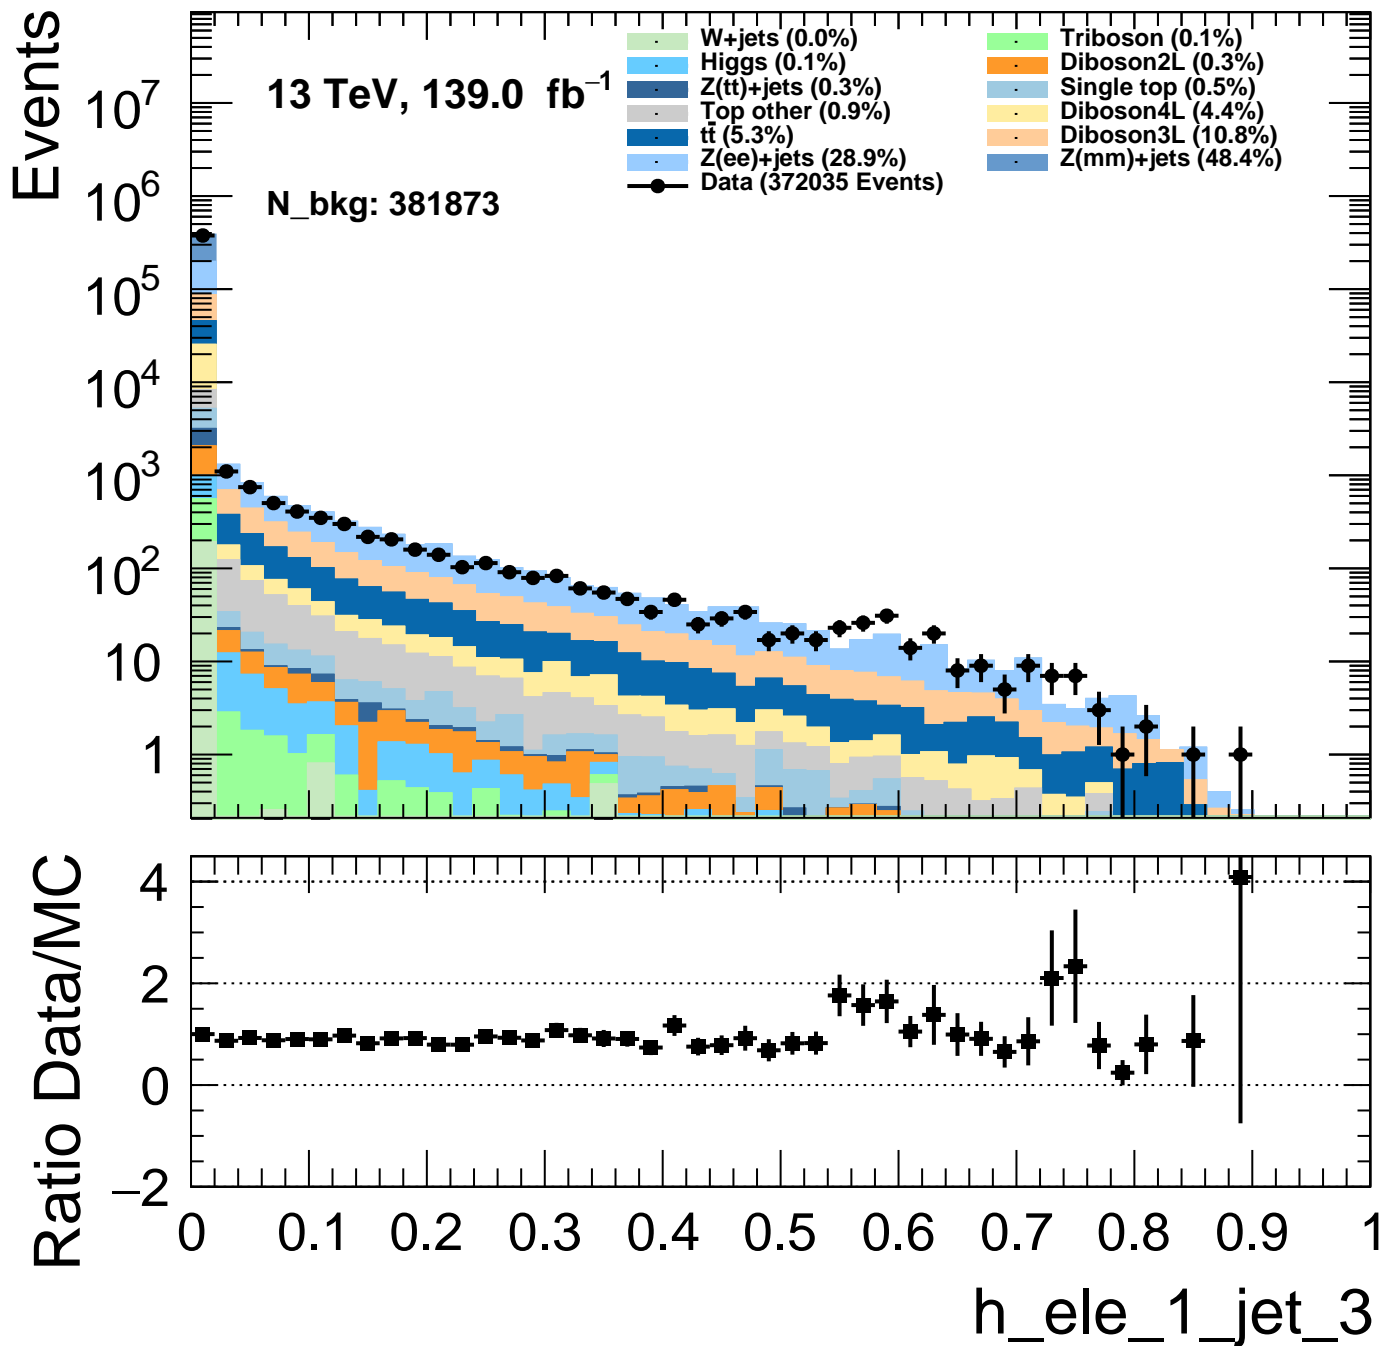 Events
10^7
10^6
10^5
10^4
10^3
10^2
10
1
13 TeV, 139.0 fb^−1
N_bkg: 381873
W+jets (0.0%)
Higgs (0.1%)
Z(tt)+jets (0.3%)
Top other (0.9%)
tt̄ (5.3%)
Z(ee)+jets (28.9%)
Data (372035 Events)
Triboson (0.1%)
Diboson2L (0.3%)
Single top (0.5%)
Diboson4L (4.4%)
Diboson3L (10.8%)
Z(mm)+jets (48.4%)
Ratio Data/MC
4
2
0
−2
0 0.1 0.2 0.3 0.4 0.5 0.6 0.7 0.8 0.9 1
h_ele_1_jet_3